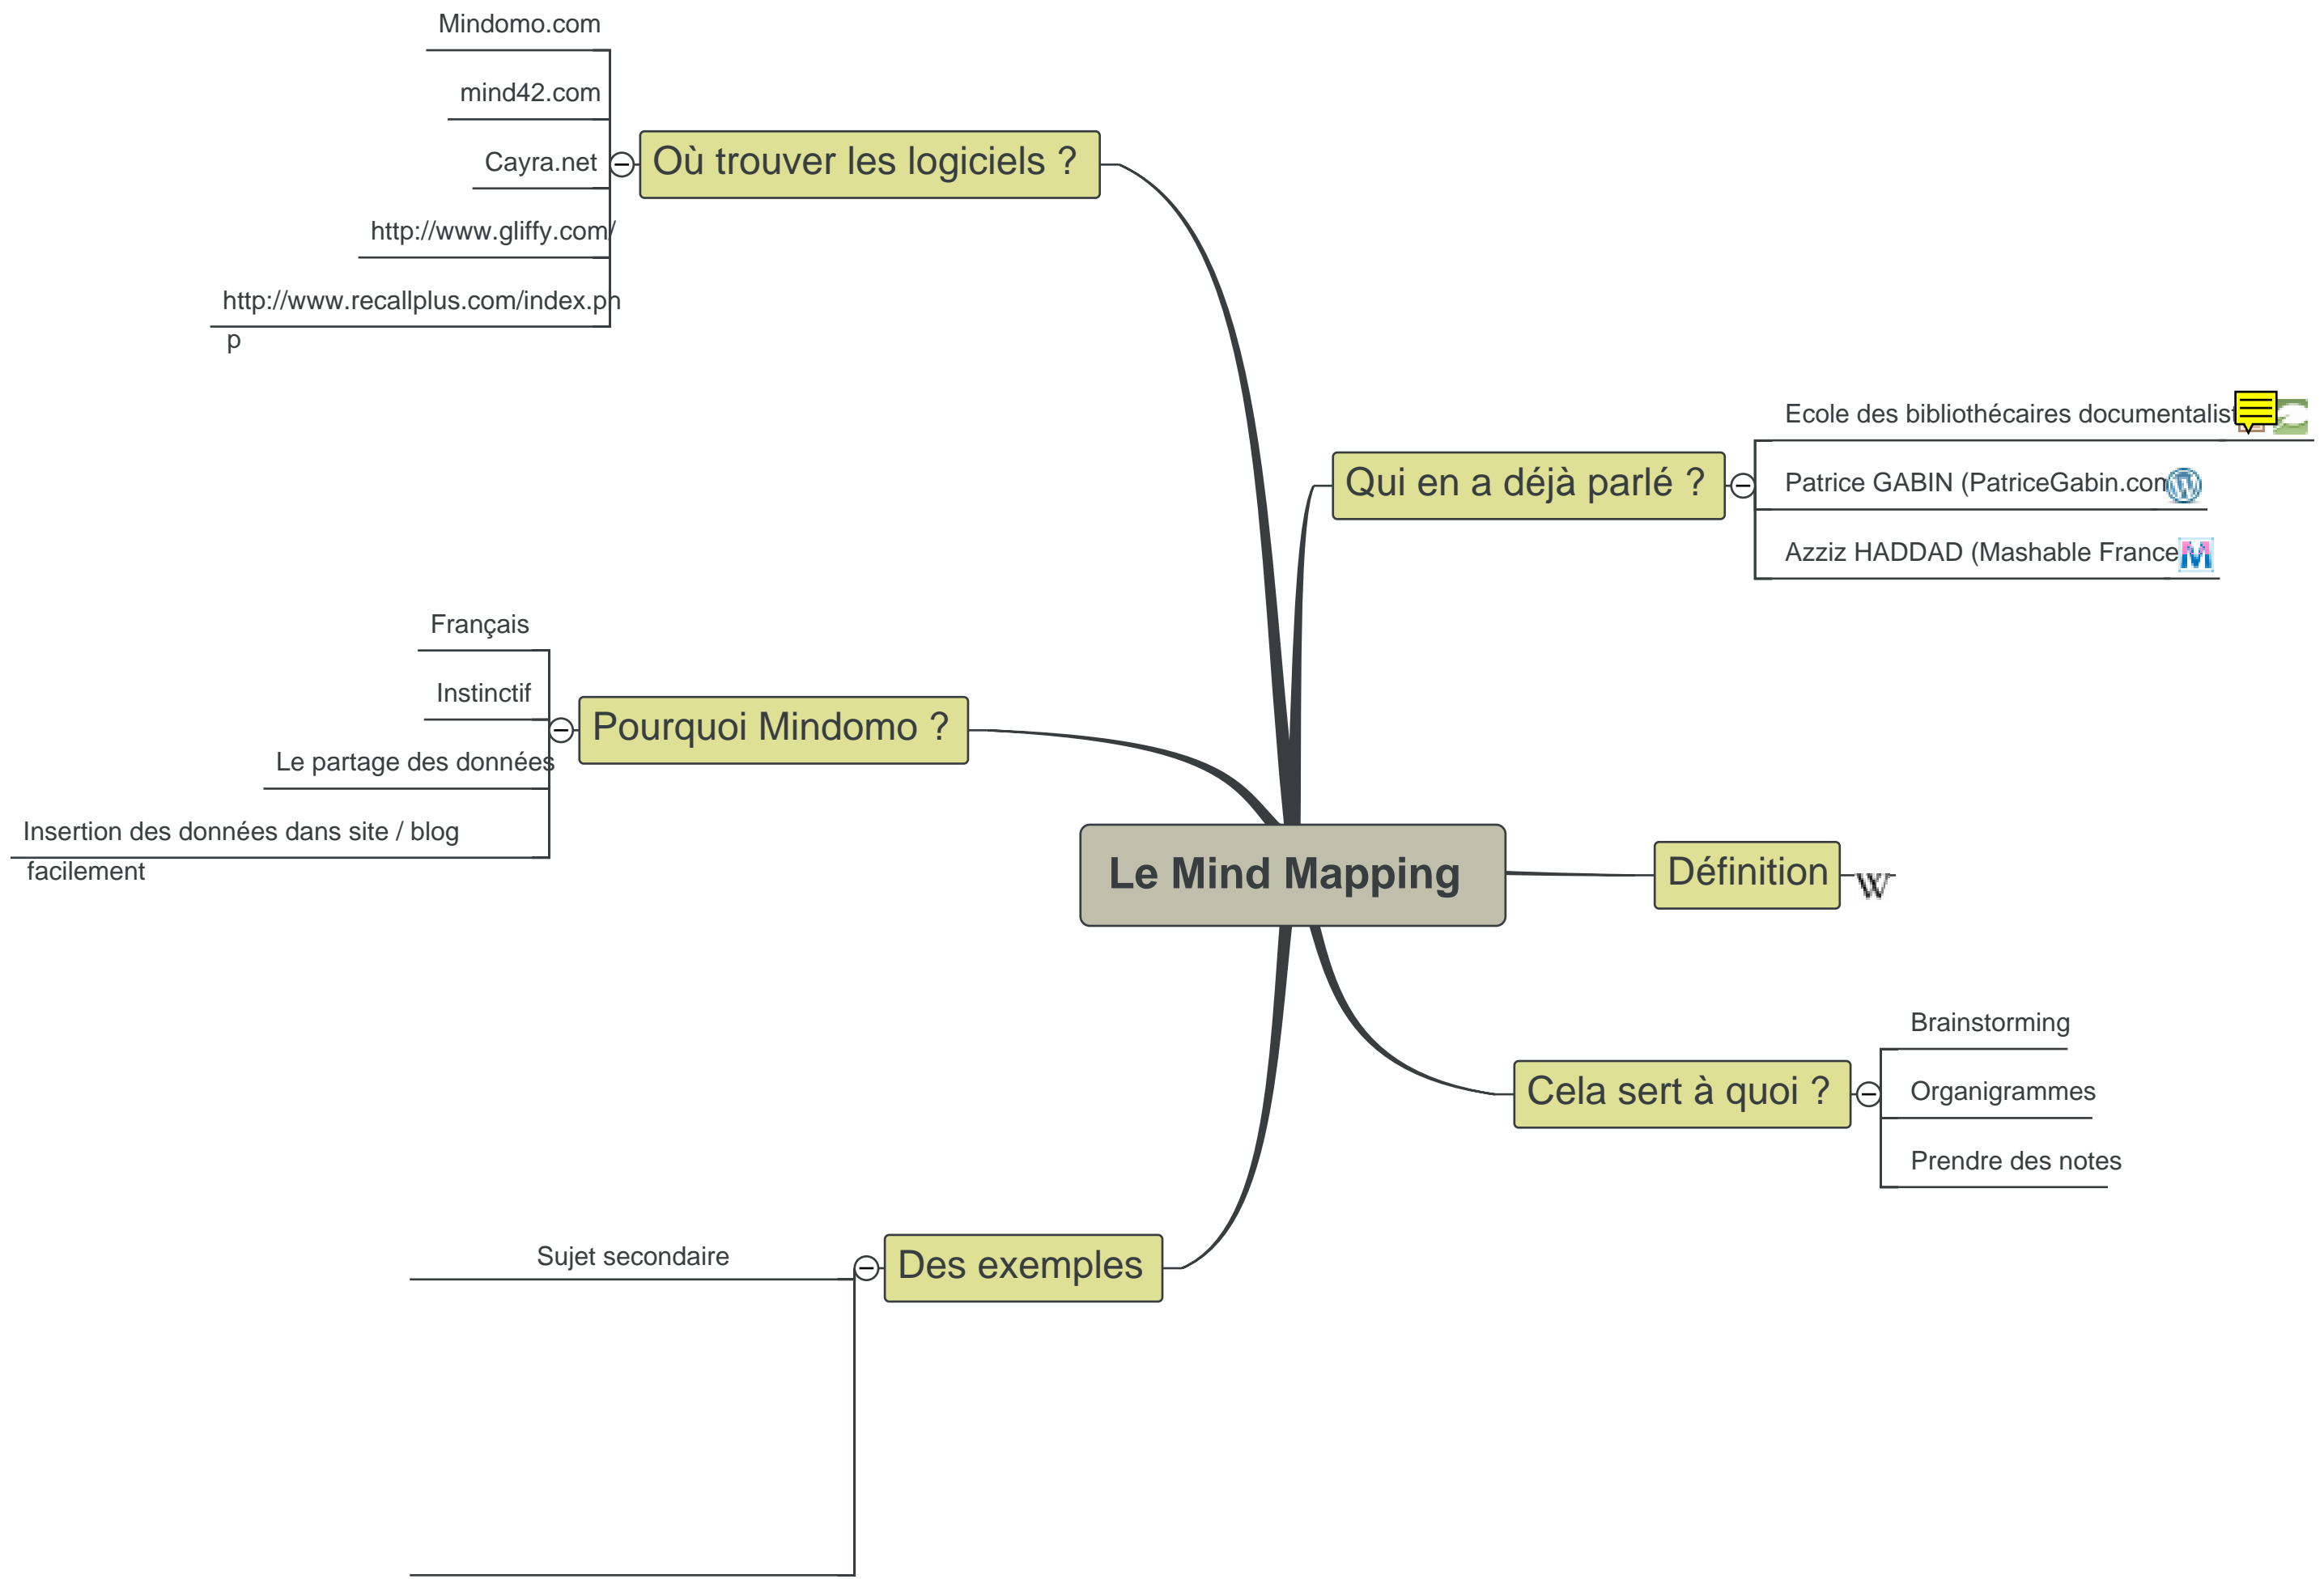 Mindomo.com
mind42.com
Cayra.net
http://www.gliffy.com/
http://www.recallplus.com/index.ph
p
Où trouver les logiciels ?
Qui en a déjà parlé ?
Ecole des bibliothécaires documentalist
Patrice GABIN (PatriceGabin.com
Azziz HADDAD (Mashable France
M
Français
Instinctif
Le partage des données
Insertion des données dans site / blog
facilement
Pourquoi Mindomo ?
Le Mind Mapping
Définition
W
Cela sert à quoi ?
Brainstorming
Organigrammes
Prendre des notes
Sujet secondaire
Des exemples